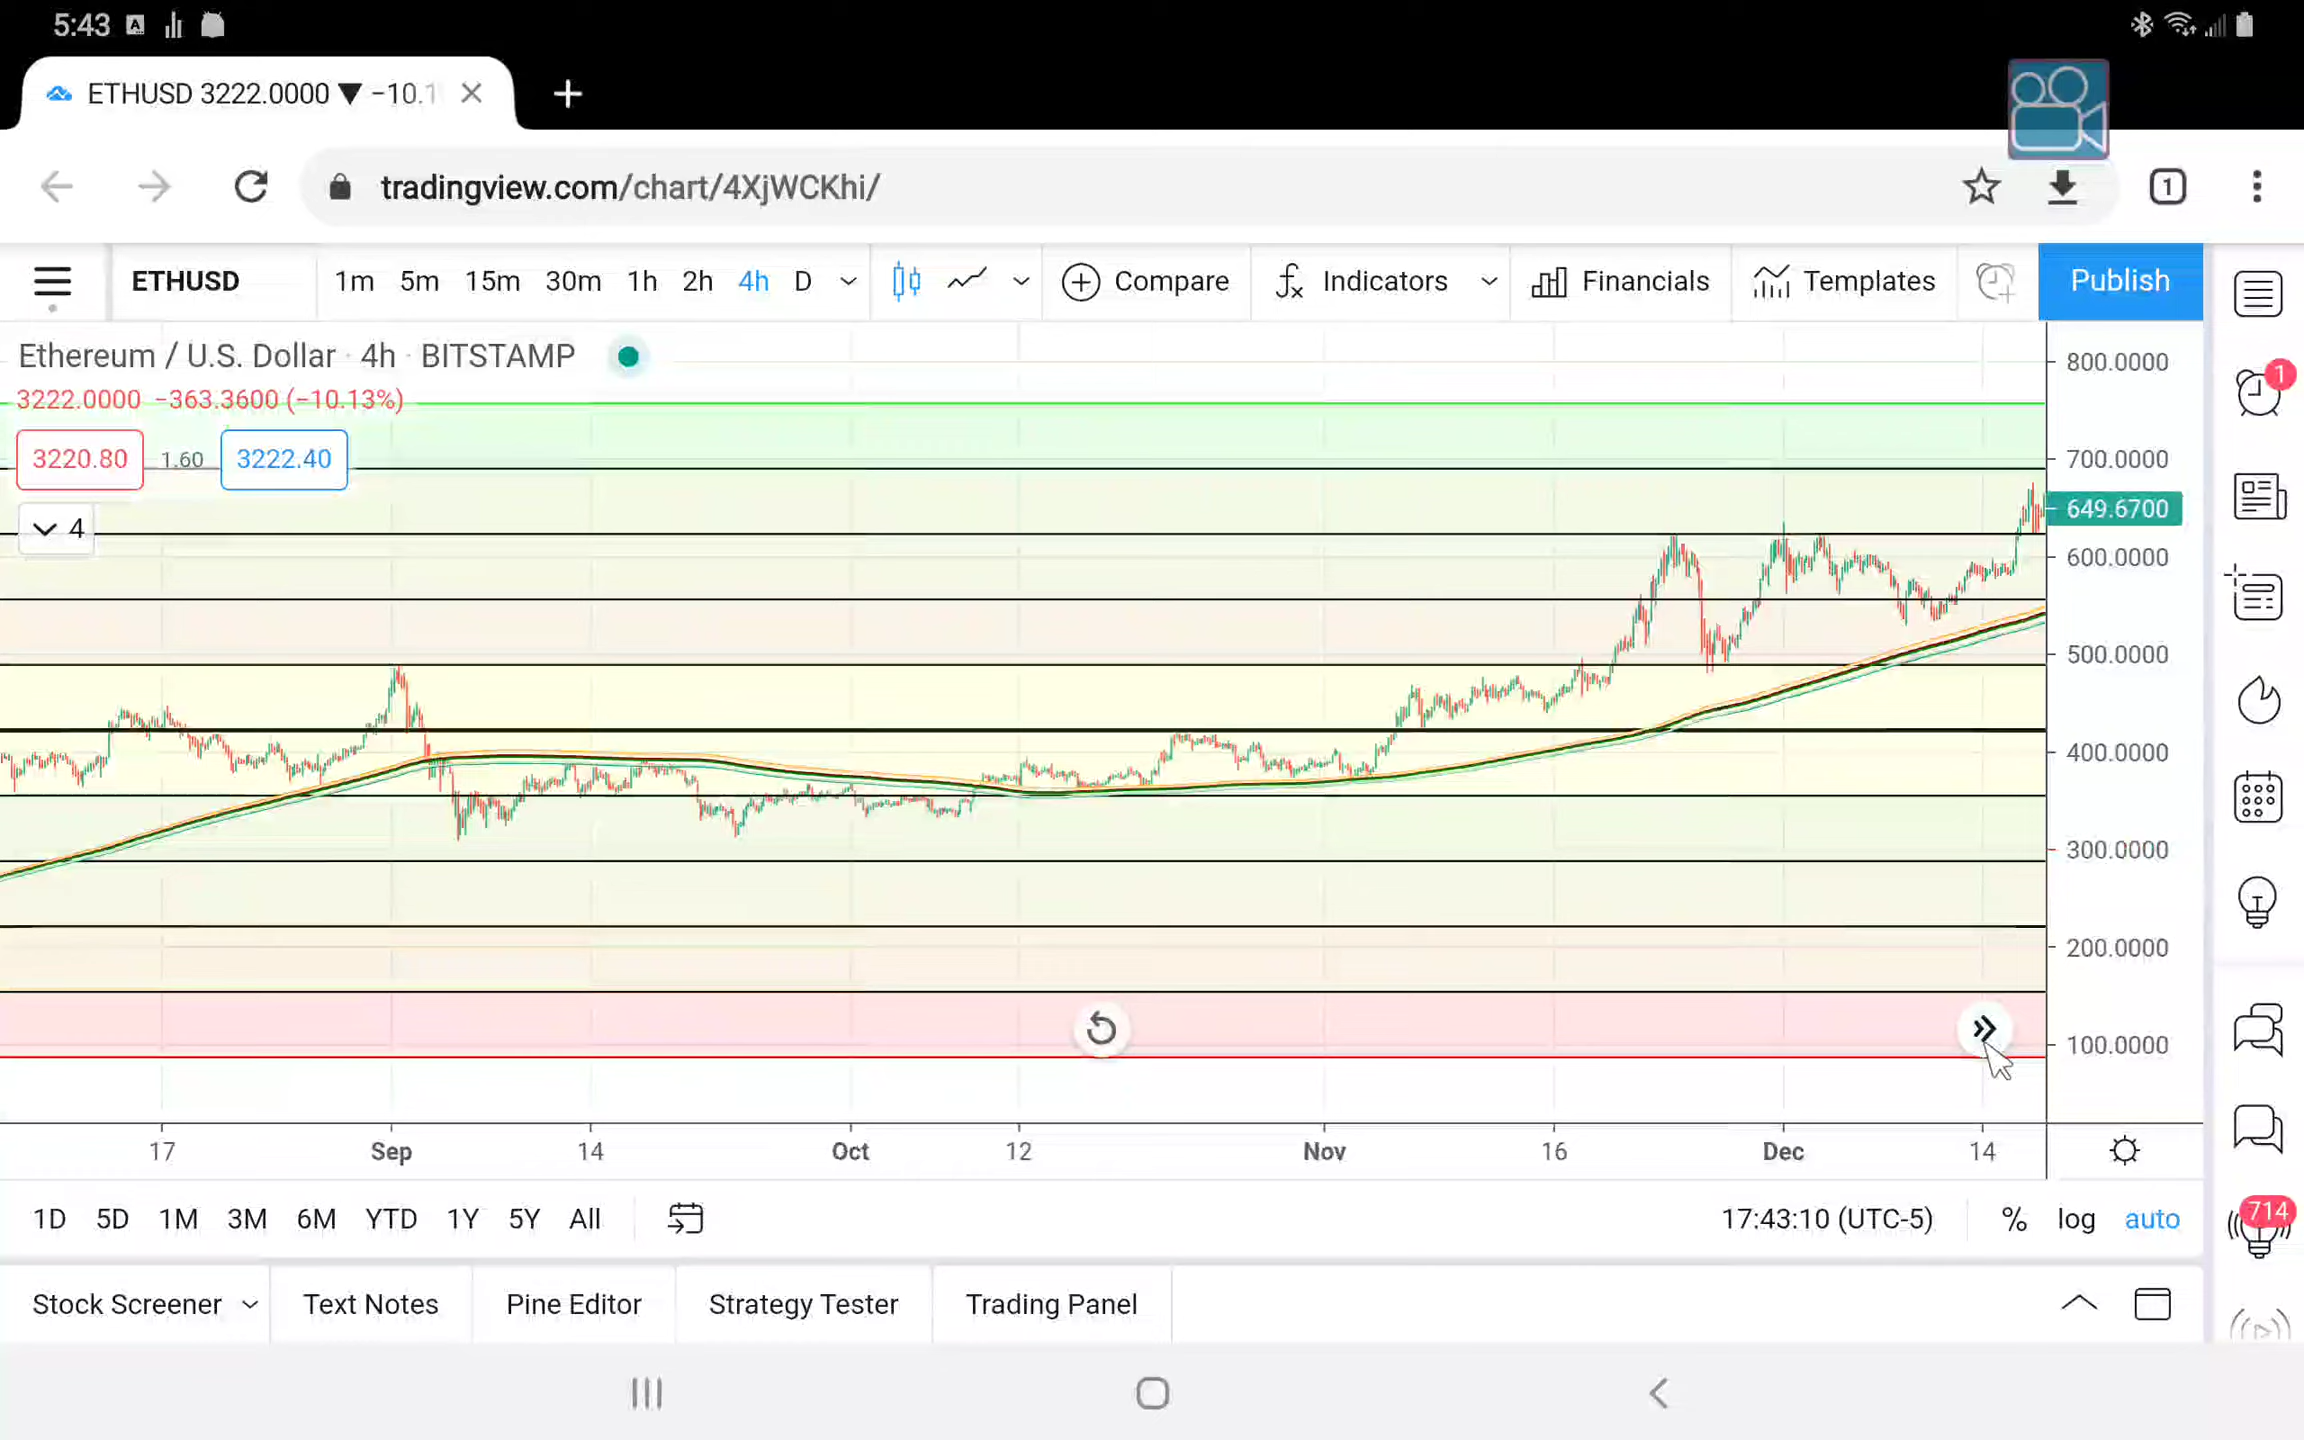 5:43
ETHUSD 3222.0000 ▼ −10.1
tradingview.com/chart/4XjWCKhi/
1
ETHUSD 1m 5m 15m 30m 1h 2h 4h D Compare Indicators Financials Templates Publish
Ethereum / U.S. Dollar · 4h · BITSTAMP
3222.0000 −363.3600 (−10.13%)
3220.80 1.60 3222.40
4
800.0000
700.0000
649.6700
600.0000
500.0000
400.0000
300.0000
200.0000
100.0000
17 Sep 14 Oct 12 Nov 16 Dec 14
1D 5D 1M 3M 6M YTD 1Y 5Y All 17:43:10 (UTC-5) % log auto
Stock Screener Text Notes Pine Editor Strategy Tester Trading Panel
1
714